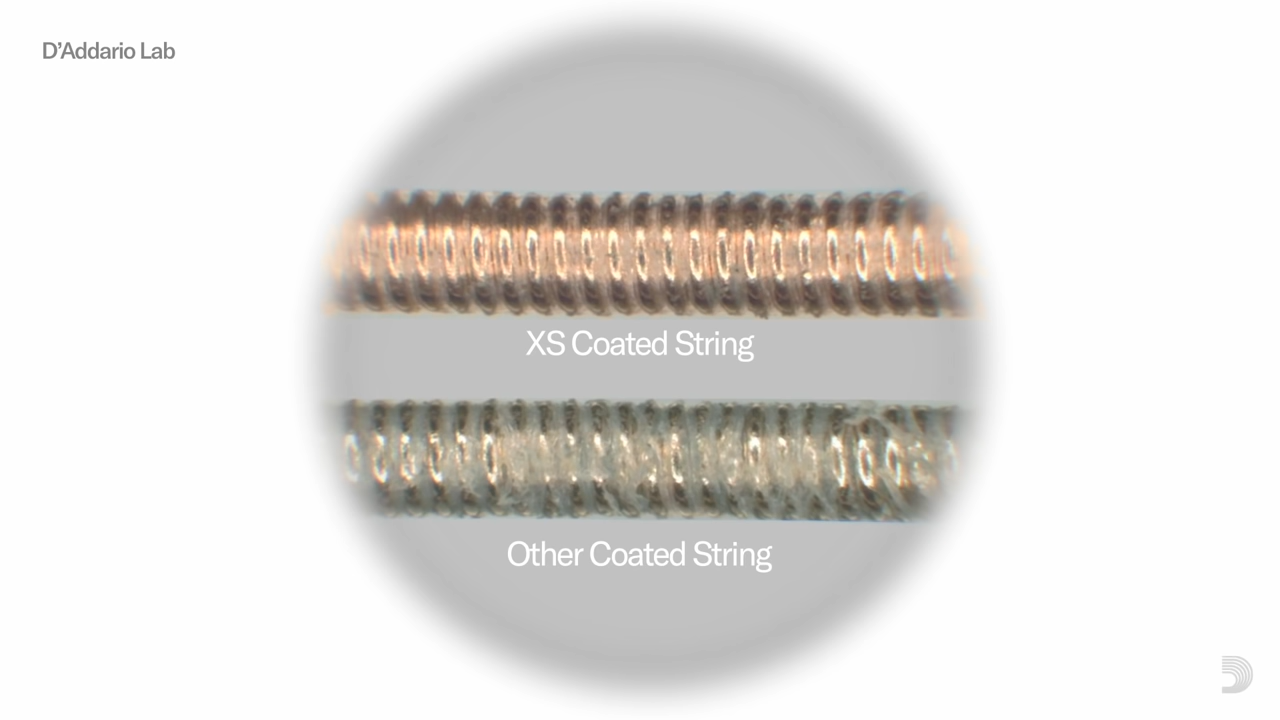 D'Addario Lab
XS Coated String
Other Coated String